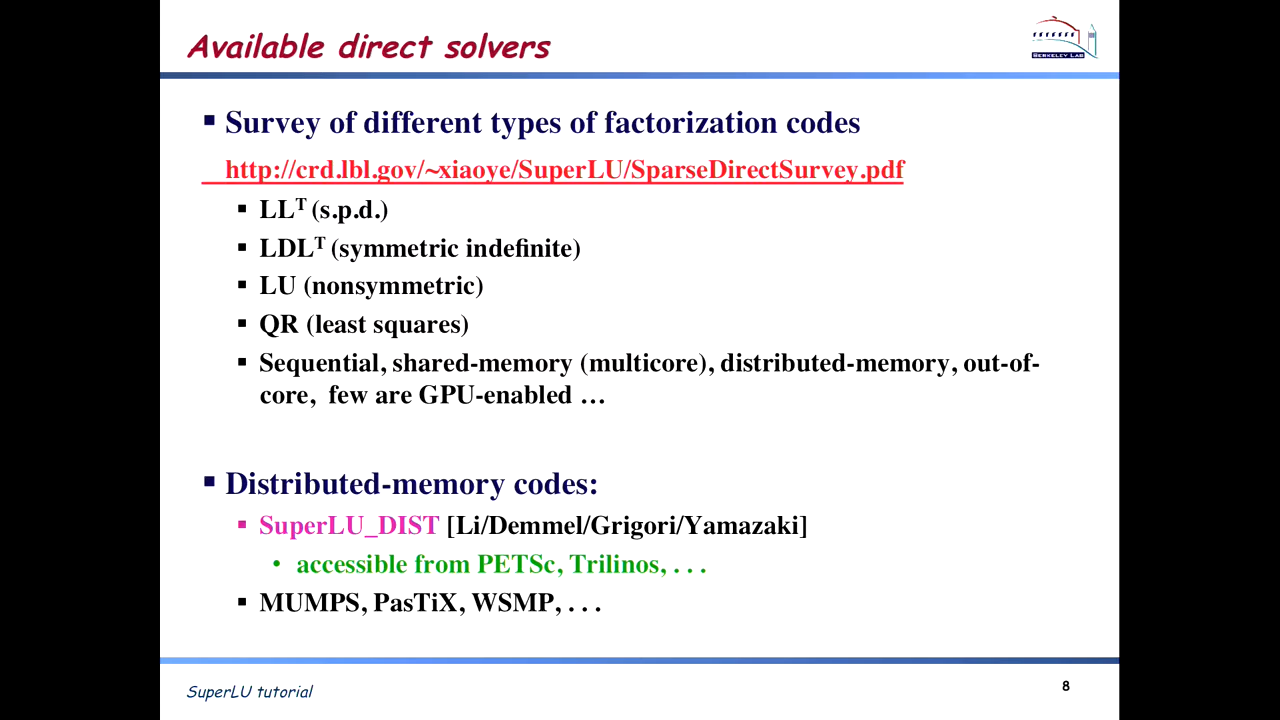 Available direct solvers
BERKELEY LAB
▪ Survey of different types of factorization codes
http://crd.lbl.gov/~xiaoye/SuperLU/SparseDirectSurvey.pdf
▪ LLᵀ (s.p.d.)
▪ LDLᵀ (symmetric indefinite)
▪ LU (nonsymmetric)
▪ QR (least squares)
▪ Sequential, shared-memory (multicore), distributed-memory, out-of-
core, few are GPU-enabled …
▪ Distributed-memory codes:
▪ SuperLU_DIST [Li/Demmel/Grigori/Yamazaki]
• accessible from PETSc, Trilinos, . . .
▪ MUMPS, PasTiX, WSMP, . . .
SuperLU tutorial
8